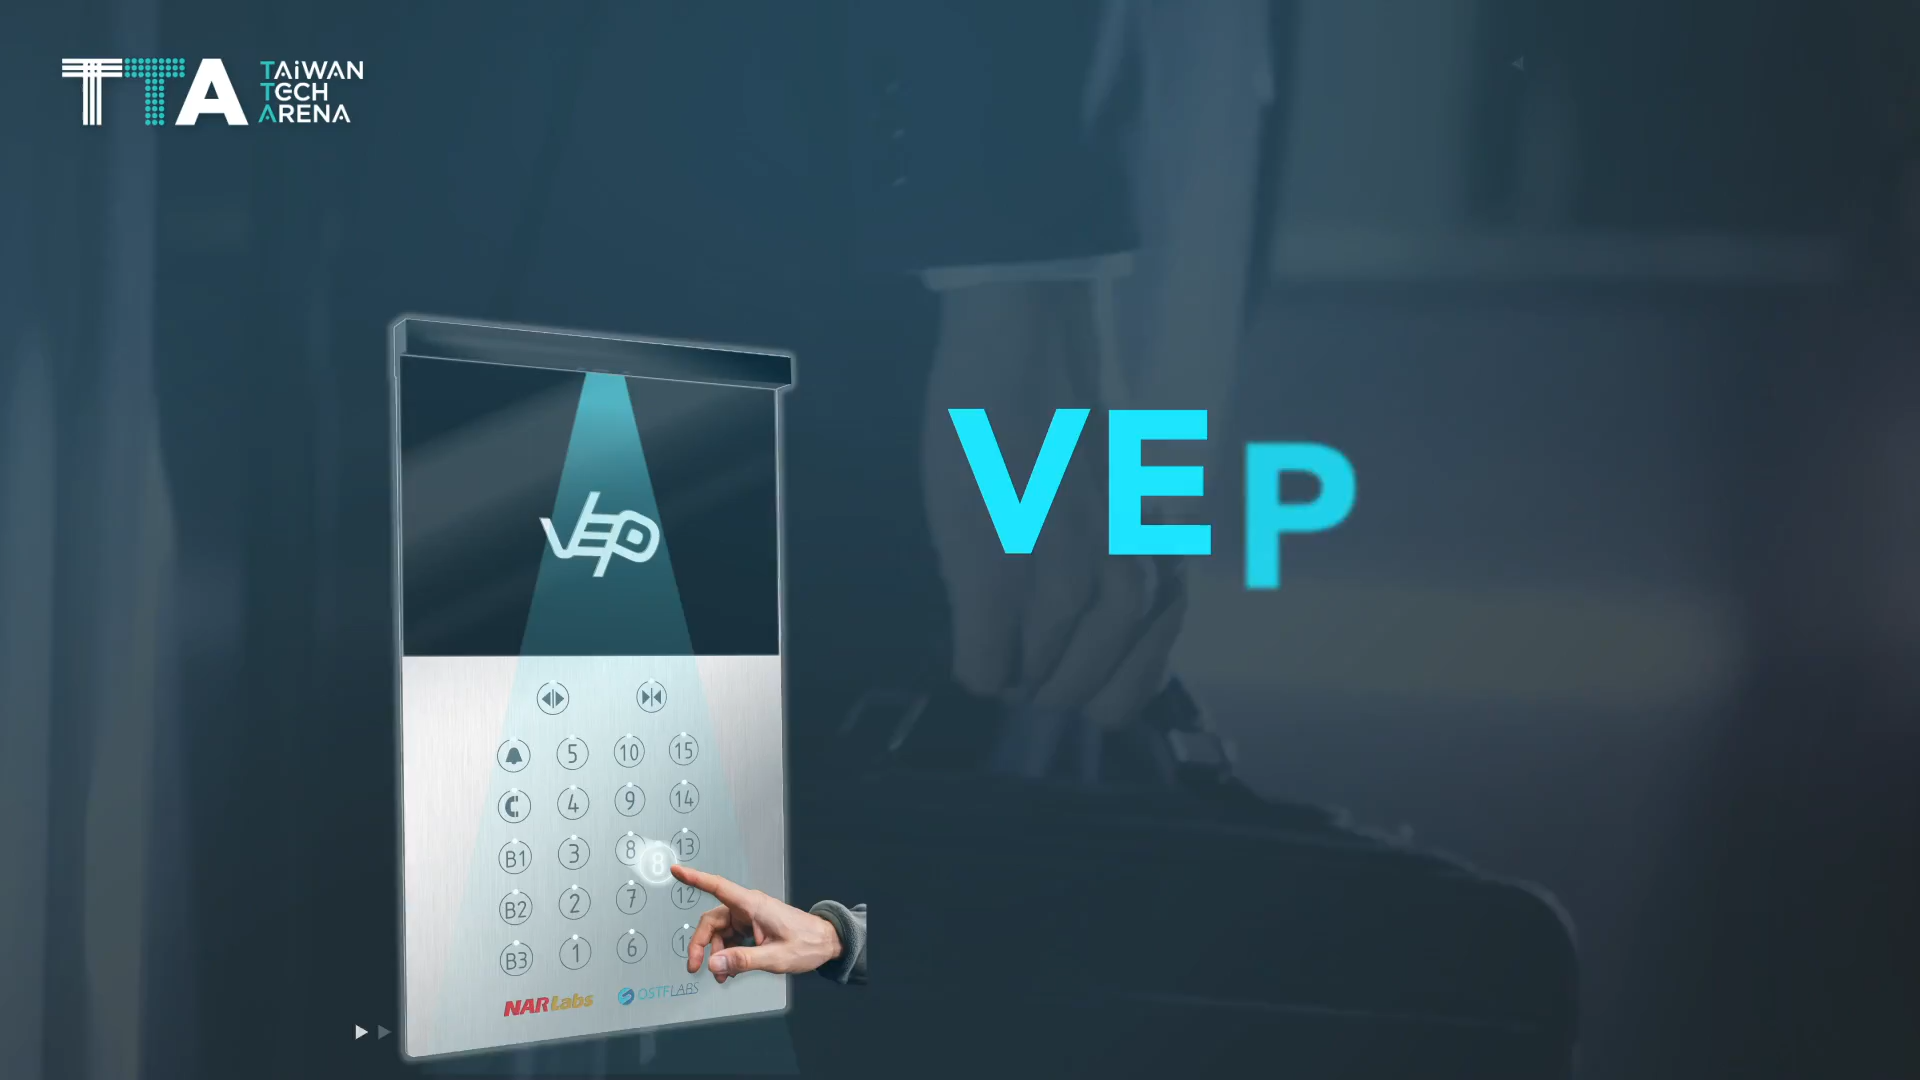 TTA TAiWAN
TECH
ARENA
VEP
VEP
5 10 15
4 9 14
B1 3 8 8 13
B2 2 7 12
B3 1 6
NARLabs OSTFLABS